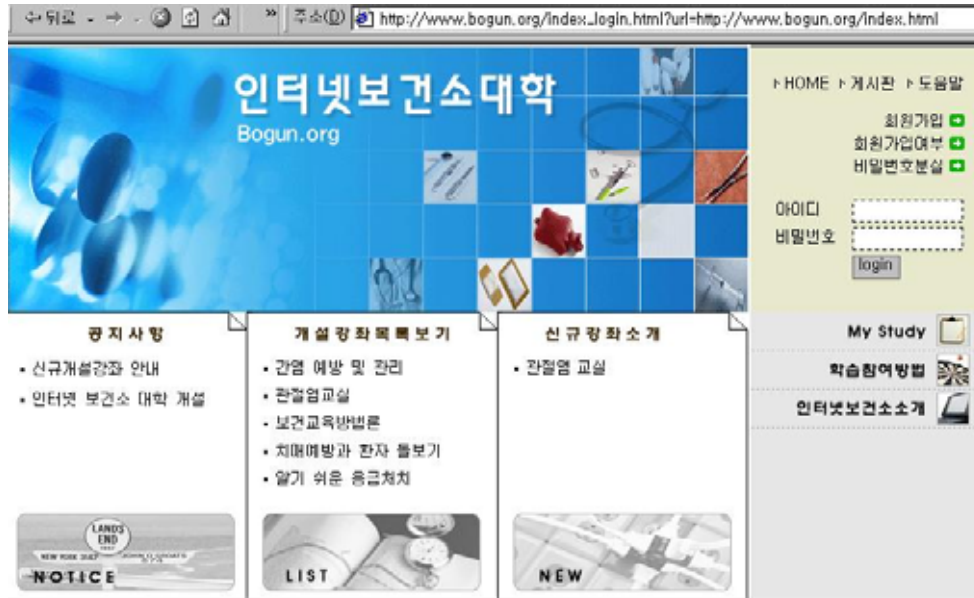 뒤로
주소(D) http://www.bogun.org/index_login.html?url=http://www.bogun.org/index.html
인터넷보건소대학
Bogun.org
HOME 게시판 도움말
회원가입
회원가입여부
비밀번호분실
아이디
비밀번호
login
공지사항
• 신규개설강좌 안내
• 인터넷 보건소 대학 개설
개설강좌목록보기
• 간염 예방 및 관리
• 관절염교실
• 보건교육방법론
• 치매예방과 환자 돌보기
• 알기 쉬운 응급처치
신규강좌소개
• 관절염 교실
My Study
학습참여방법
인터넷보건소소개
LANDS
END
NOTICE
LIST
NEW